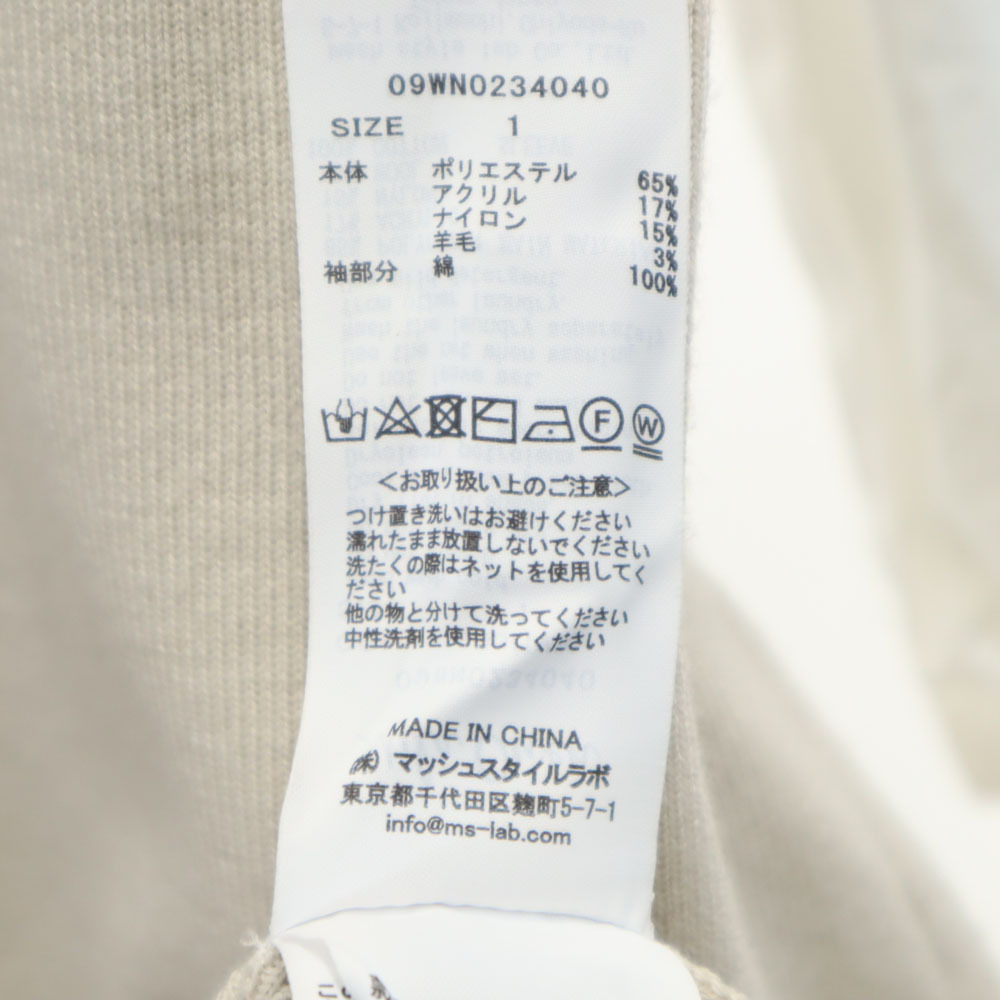 09WN0234040
SIZE 1
本体 ポリエステル 65%
アクリル 17%
ナイロン 15%
羊毛 3%
袖部分 綿 100%
F W
<お取り扱い上のご注意>
つけ置き洗いはお避けください
濡れたまま放置しないでください
洗たくの際はネットを使用してく
ださい
他の物と分けて洗ってください
中性洗剤を使用してください
MADE IN CHINA
(株) マッシュスタイルラボ
東京都千代田区麹町5-7-1
info@ms-lab.com